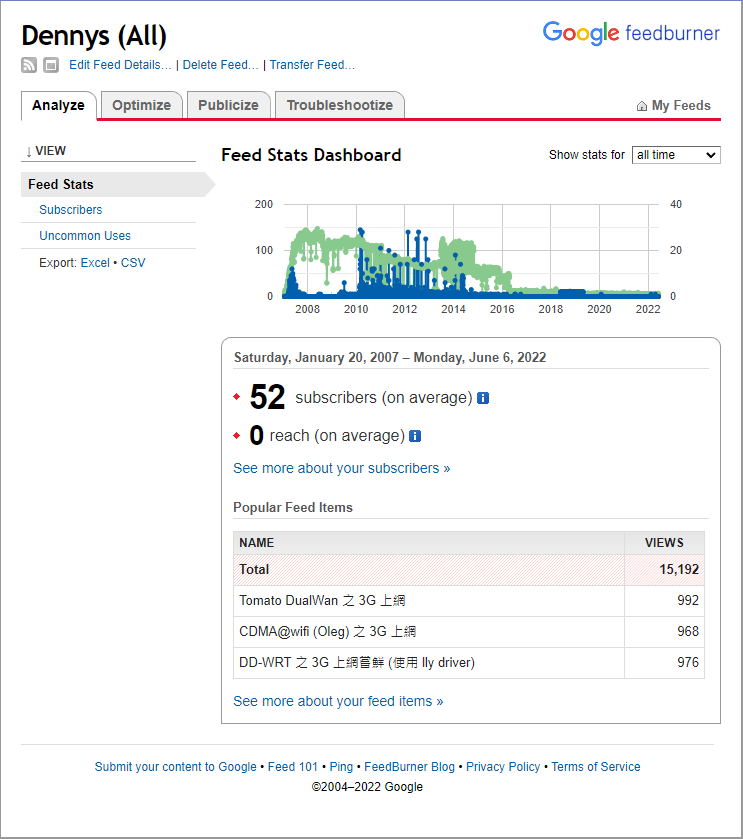 Dennys (All)
Google feedburner
Edit Feed Details... | Delete Feed... | Transfer Feed...
Analyze Optimize Publicize Troubleshootize My Feeds
↓ VIEW
Feed Stats
Subscribers
Uncommon Uses
Export: Excel • CSV
Feed Stats Dashboard
Show stats for all time
200 40
100 20
0 0
2008 2010 2012 2014 2016 2018 2020 2022
Saturday, January 20, 2007 – Monday, June 6, 2022
52 subscribers (on average)
0 reach (on average)
See more about your subscribers »
Popular Feed Items
NAME VIEWS
Total 15,192
Tomato DualWan 之 3G 上網 992
CDMA@wifi (Oleg) 之 3G 上網 968
DD-WRT 之 3G 上網嘗鮮 (使用 lly driver) 976
See more about your feed items »
Submit your content to Google • Feed 101 • Ping • FeedBurner Blog • Privacy Policy • Terms of Service
©2004–2022 Google